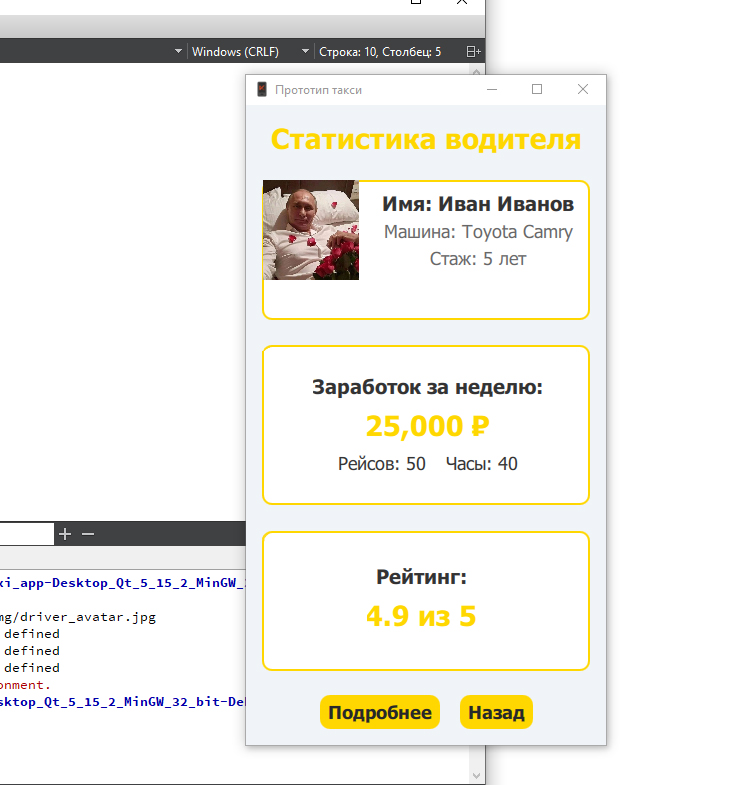 Windows (CRLF)
Строка: 10, Столбец: 5
Прототип такси
Статистика водителя
Имя: Иван Иванов
Машина: Toyota Camry
Стаж: 5 лет
Заработок за неделю:
25,000 ₽
Рейсов: 50 Часы: 40
Рейтинг:
4.9 из 5
Подробнее Назад
xi_app-Desktop_Qt_5_15_2_MinGW_
mg/driver_avatar.jpg
defined
defined
defined
onment.
sktop_Qt_5_15_2_MinGW_32_bit-De